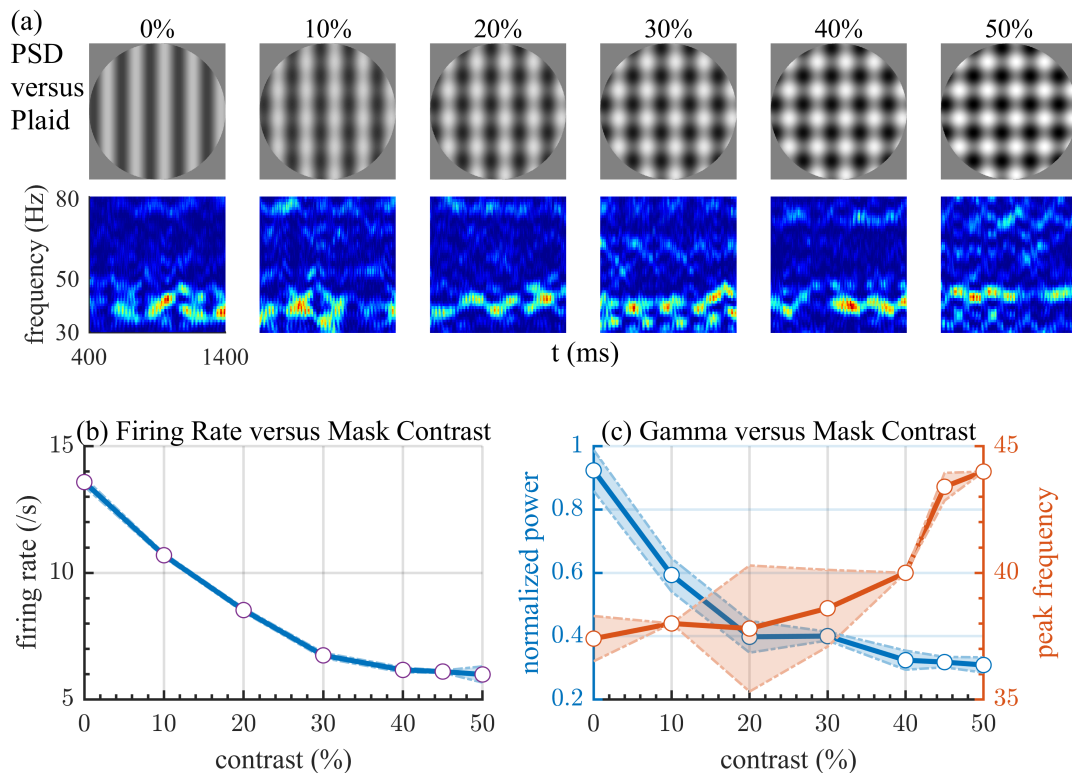 (a)
PSD
versus
Plaid
0% 10% 20% 30% 40% 50%
frequency (Hz)
80
50
30
400 1400
t (ms)
(b) Firing Rate versus Mask Contrast
firing rate (/s)
15
10
5
0 10 20 30 40 50
contrast (%)
(c) Gamma versus Mask Contrast
normalized power
1
0.8
0.6
0.4
0.2
45
40
35
peak frequency
0 10 20 30 40 50
contrast (%)